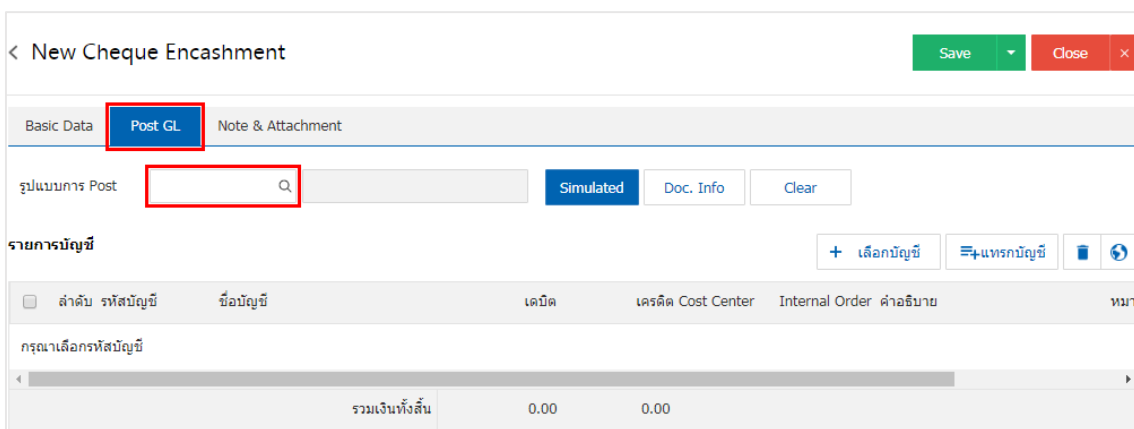 < New Cheque Encashment Save Close ×
Basic Data Post GL Note & Attachment
รูปแบบการ Post Simulated Doc. Info Clear
รายการบัญชี + เลือกบัญชี แทรกบัญชี
ลำดับ รหัสบัญชี ชื่อบัญชี เดบิต เครดิต Cost Center Internal Order คำอธิบาย
กรุณาเลือกรหัสบัญชี
รวมเงินทั้งสิ้น 0.00 0.00